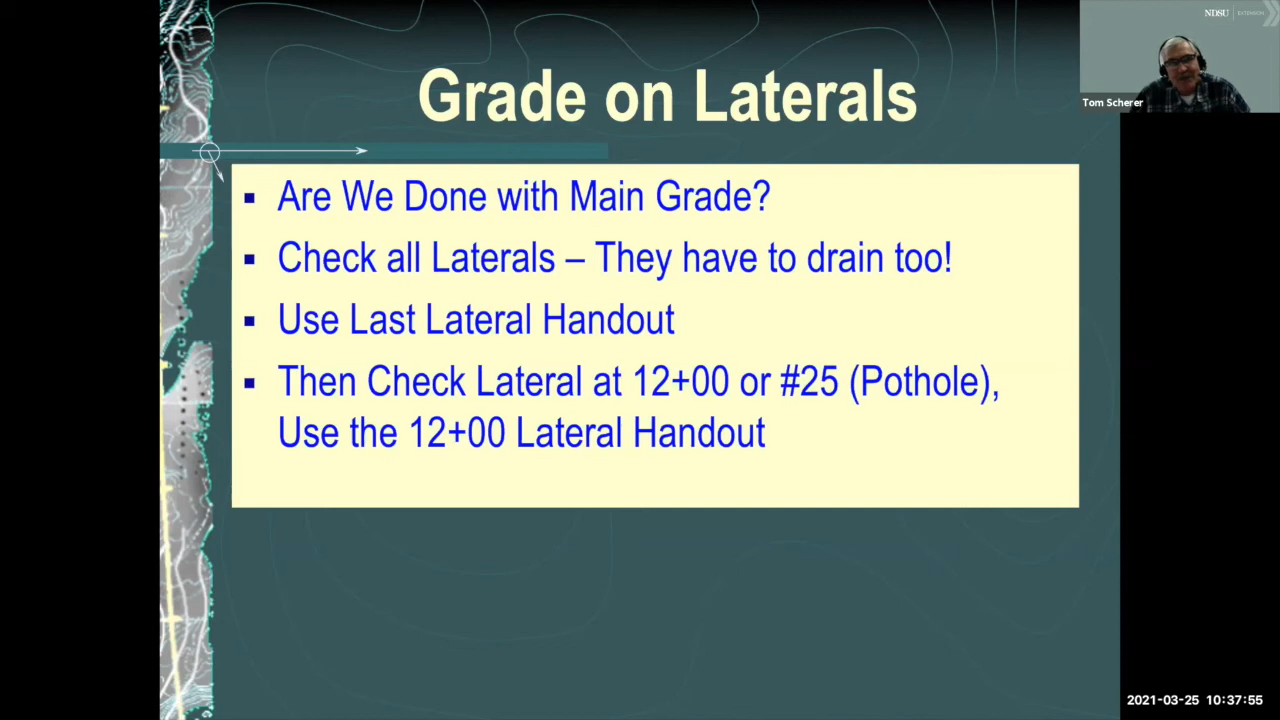 NDSU EXTENSION
Tom Scherer
Grade on Laterals
▪ Are We Done with Main Grade?
▪ Check all Laterals – They have to drain too!
▪ Use Last Lateral Handout
▪ Then Check Lateral at 12+00 or #25 (Pothole),
Use the 12+00 Lateral Handout
2021-03-25 10:37:55